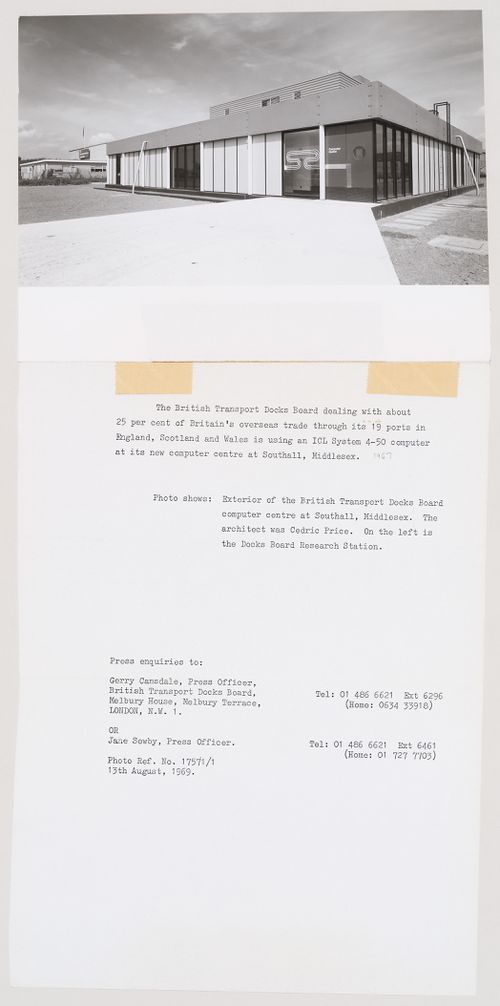 The British Transport Docks Board dealing with about
25 per cent of Britain's overseas trade through its 19 ports in
England, Scotland and Wales is using an ICL System 4-50 computer
at its new computer centre at Southall, Middlesex. 1967
Photo shows: Exterior of the British Transport Docks Board
computer centre at Southall, Middlesex. The
architect was Cedric Price. On the left is
the Docks Board Research Station.
Press enquiries to:
Gerry Cansdale, Press Officer,
British Transport Docks Board,
Melbury House, Melbury Terrace,
LONDON, N.W. 1.
Tel: 01 486 6621 Ext 6296
(Home: 0634 33918)
OR
Jane Sowby, Press Officer.
Tel: 01 486 6621 Ext 6461
(Home: 01 727 7703)
Photo Ref. No. 1757/1/1
13th August, 1969.